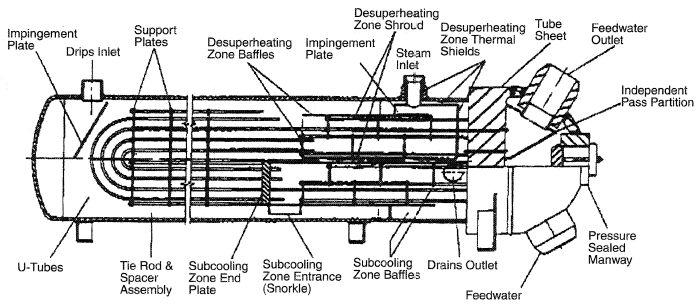 Impingement
Plate
Drips Inlet
Support
Plates
Desuperheating
Zone Baffles
Desuperheating
Zone Shroud
Impingement
Plate
Steam
Inlet
Desuperheating
Zone Thermal
Shields
Tube
Sheet
Feedwater
Outlet
Independent
Pass Partition
U-Tubes
Tie Rod &
Spacer
Assembly
Subcooling
Zone End
Plate
Subcooling
Zone Entrance
(Snorkle)
Subcooling
Zone Baffles
Drains Outlet
Feedwater
Pressure
Sealed
Manway